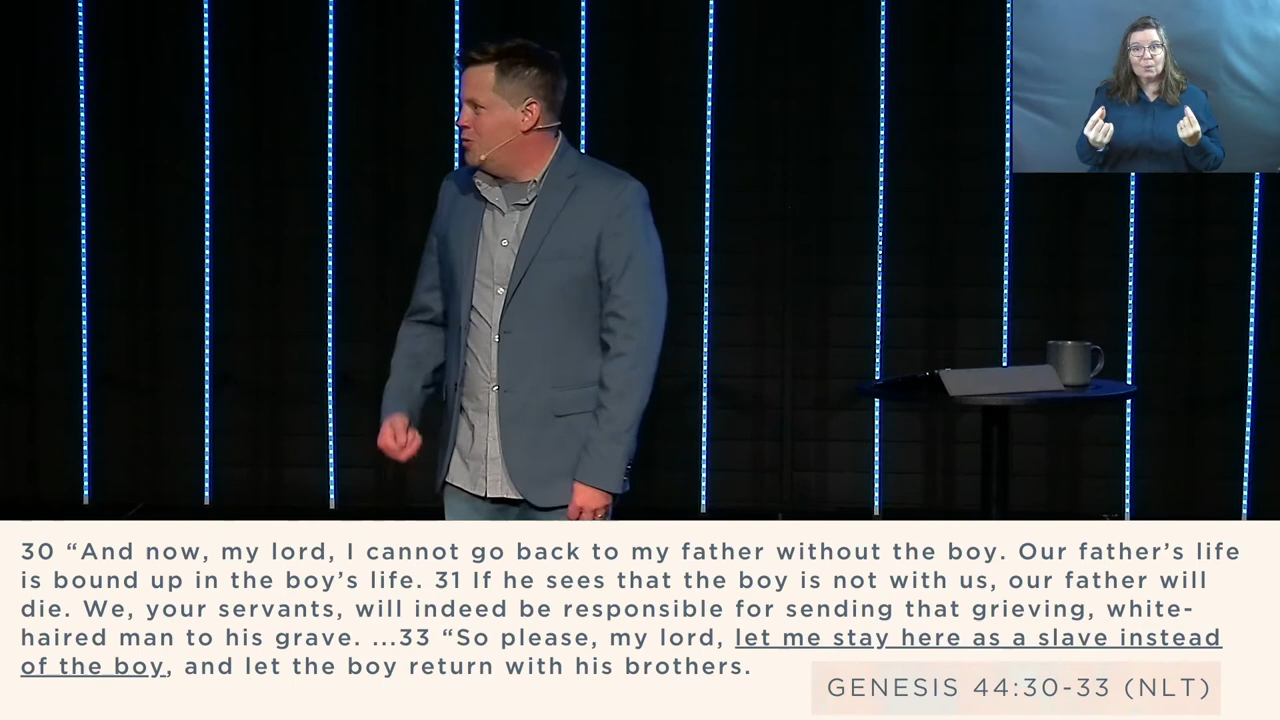 30 “And now, my lord, I cannot go back to my father without the boy. Our father’s life
is bound up in the boy’s life. 31 If he sees that the boy is not with us, our father will
die. We, your servants, will indeed be responsible for sending that grieving, white-
haired man to his grave. ...33 “So please, my lord, let me stay here as a slave instead
of the boy, and let the boy return with his brothers.
GENESIS 44:30-33 (NLT)